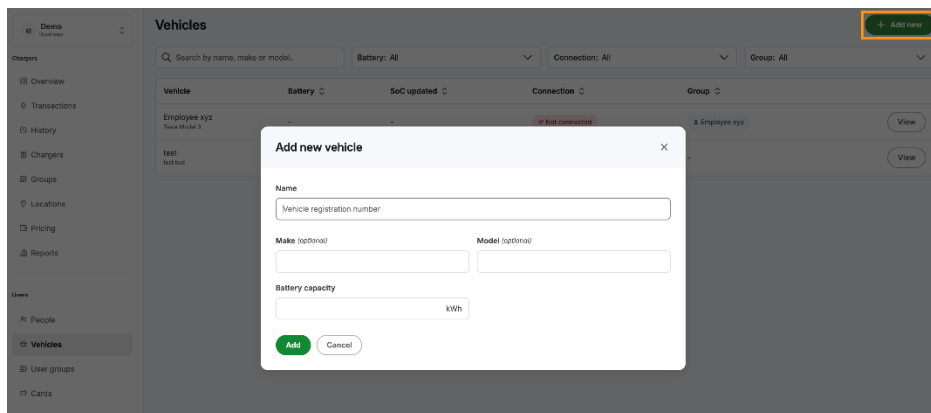 Demo
Business
Vehicles
+ Add new
Chargers
Search by name, make or model..
Battery: All
Connection: All
Group: All
Overview
Vehicle
Battery
SoC updated
Connection
Group
Transactions
Employee xyz
-
-
Not connected
Employee xyz
View
Tesla Model 3
History
Chargers
test
-
View
test test
Groups
Locations
Pricing
Reports
Users
People
Vehicles
User groups
Cards
Add new vehicle
Name
Vehicle registration number
Make (optional)
Model (optional)
Battery capacity
kWh
Add
Cancel